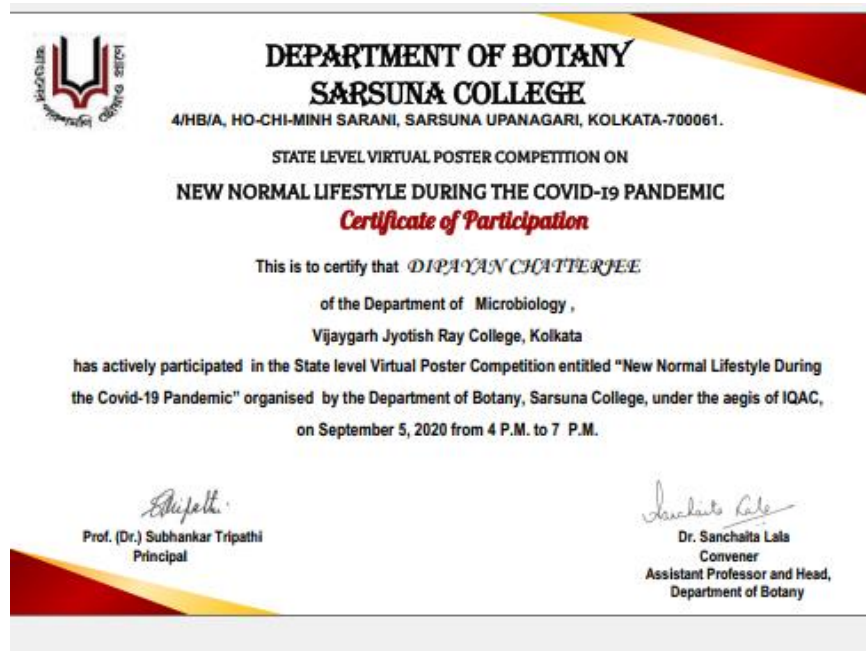 DEPARTMENT OF BOTANY
SARSUNA COLLEGE
4/HB/A, HO-CHI-MINH SARANI, SARSUNA UPANAGARI, KOLKATA-700061.
STATE LEVEL VIRTUAL POSTER COMPETITION ON
NEW NORMAL LIFESTYLE DURING THE COVID-19 PANDEMIC
Certificate of Participation
This is to certify that DIPAYAN CHATTERJEE
of the Department of Microbiology ,
Vijaygarh Jyotish Ray College, Kolkata
has actively participated in the State level Virtual Poster Competition entitled “New Normal Lifestyle During
the Covid-19 Pandemic” organised by the Department of Botany, Sarsuna College, under the aegis of IQAC,
on September 5, 2020 from 4 P.M. to 7 P.M.
Prof. (Dr.) Subhankar Tripathi
Principal
Sanchaita Lala
Dr. Sanchaita Lala
Convener
Assistant Professor and Head,
Department of Botany